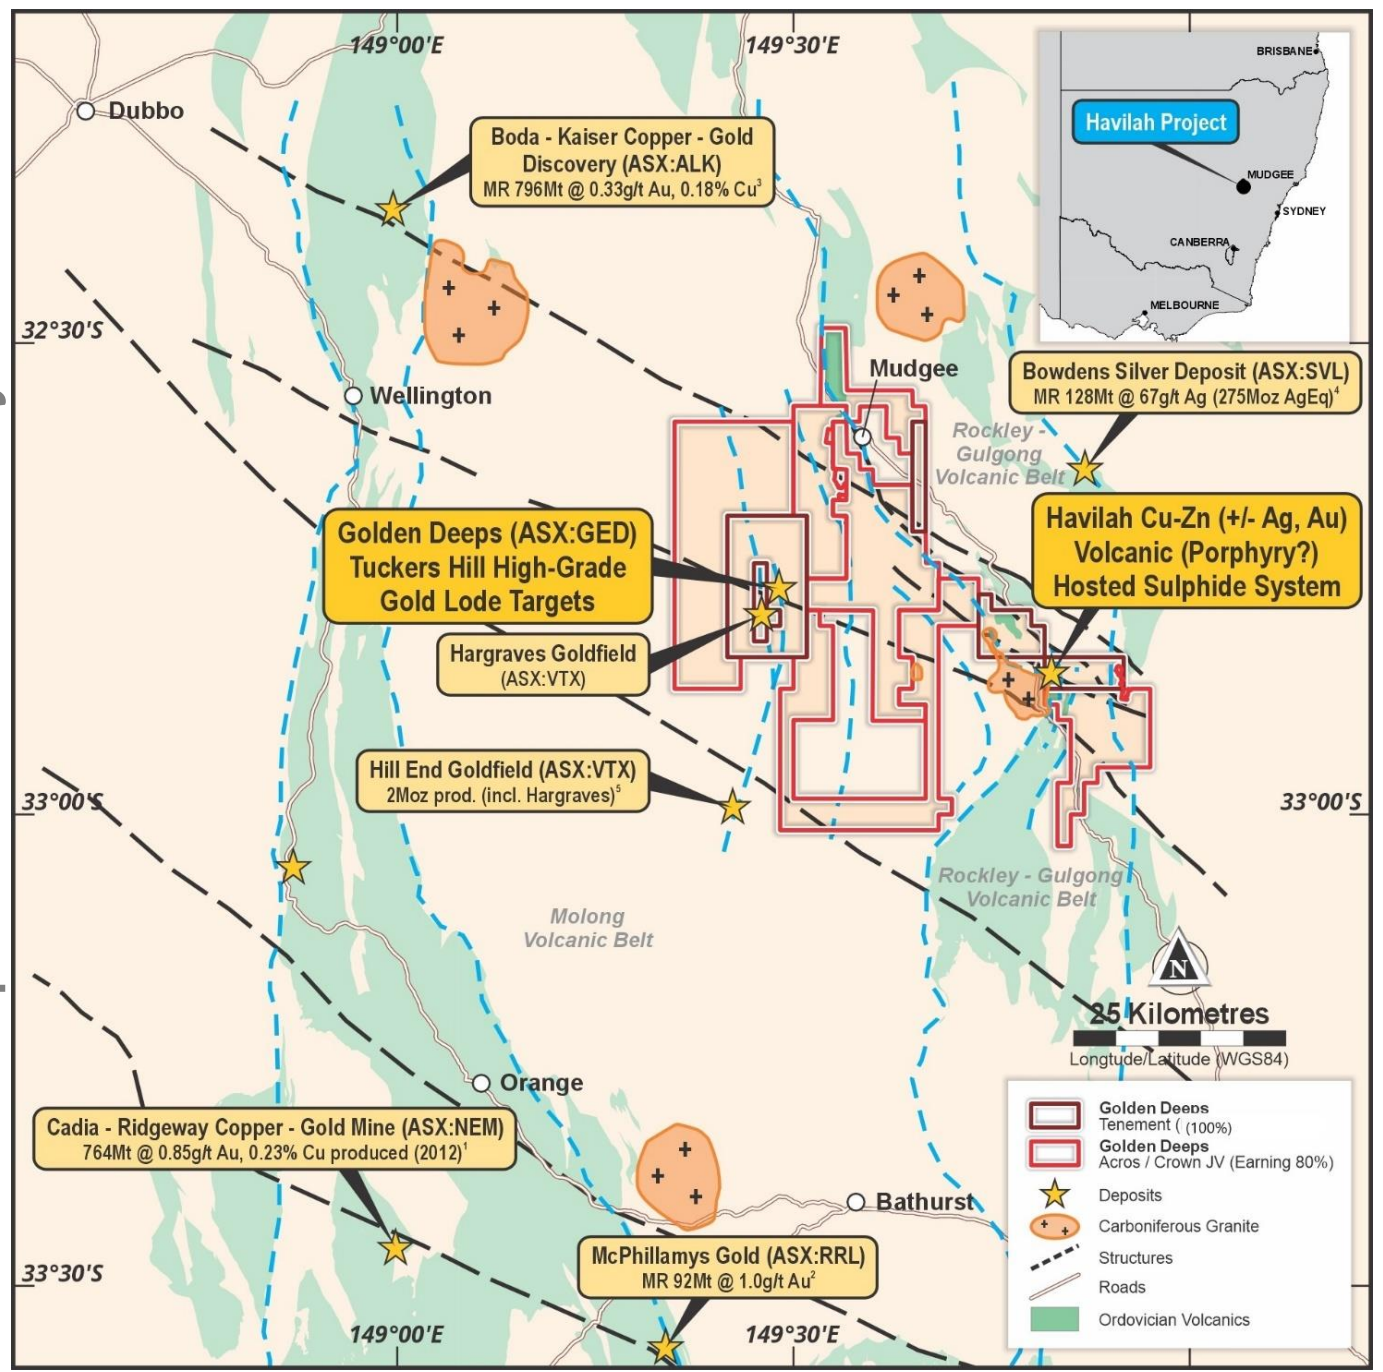 149°00'E
149°30'E
BRISBANE
Dubbo
Boda - Kaiser Copper - Gold
Discovery (ASX:ALK)
MR 796Mt @ 0.33g/t Au, 0.18% Cu³
Havilah Project
MUDGEE
SYDNEY
CANBERRA
MELBOURNE
32°30'S
Mudgee
Bowdens Silver Deposit (ASX:SVL)
MR 128Mt @ 67g/t Ag (275Moz AgEq)⁴
Wellington
Rockley -
Gulgong
Volcanic Belt
Golden Deeps (ASX:GED)
Tuckers Hill High-Grade
Gold Lode Targets
Havilah Cu-Zn (+/- Ag, Au)
Volcanic (Porphyry?)
Hosted Sulphide System
Hargraves Goldfield
(ASX:VTX)
Hill End Goldfield (ASX:VTX)
2Moz prod. (incl. Hargraves)⁵
33°00'S
33°00'S
Rockley - Gulgong
Volcanic Belt
Molong
Volcanic Belt
N
25 Kilometres
Longtude/Latitude (WGS84)
Orange
Cadia - Ridgeway Copper - Gold Mine (ASX:NEM)
764Mt @ 0.85g/t Au, 0.23% Cu produced (2012)¹
Bathurst
McPhillamys Gold (ASX:RRL)
MR 92Mt @ 1.0g/t Au²
33°30'S
149°00'E
149°30'E
Golden Deeps
Tenement ( (100%)
Golden Deeps
Acros / Crown JV (Earning 80%)
Deposits
Carboniferous Granite
Structures
Roads
Ordovician Volcanics